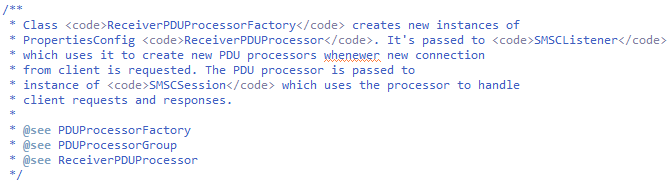 /**
 * Class <code>ReceiverPDUProcessorFactory</code> creates new instances of
 * PropertiesConfig <code>ReceiverPDUProcessor</code>. It's passed to <code>SMSCListener</code>
 * which uses it to create new PDU processors whenewer new connection
 * from client is requested. The PDU processor is passed to
 * instance of <code>SMSCSession</code> which uses the processor to handle
 * client requests and responses.
 *
 * @see PDUProcessorFactory
 * @see PDUProcessorGroup
 * @see ReceiverPDUProcessor
 */